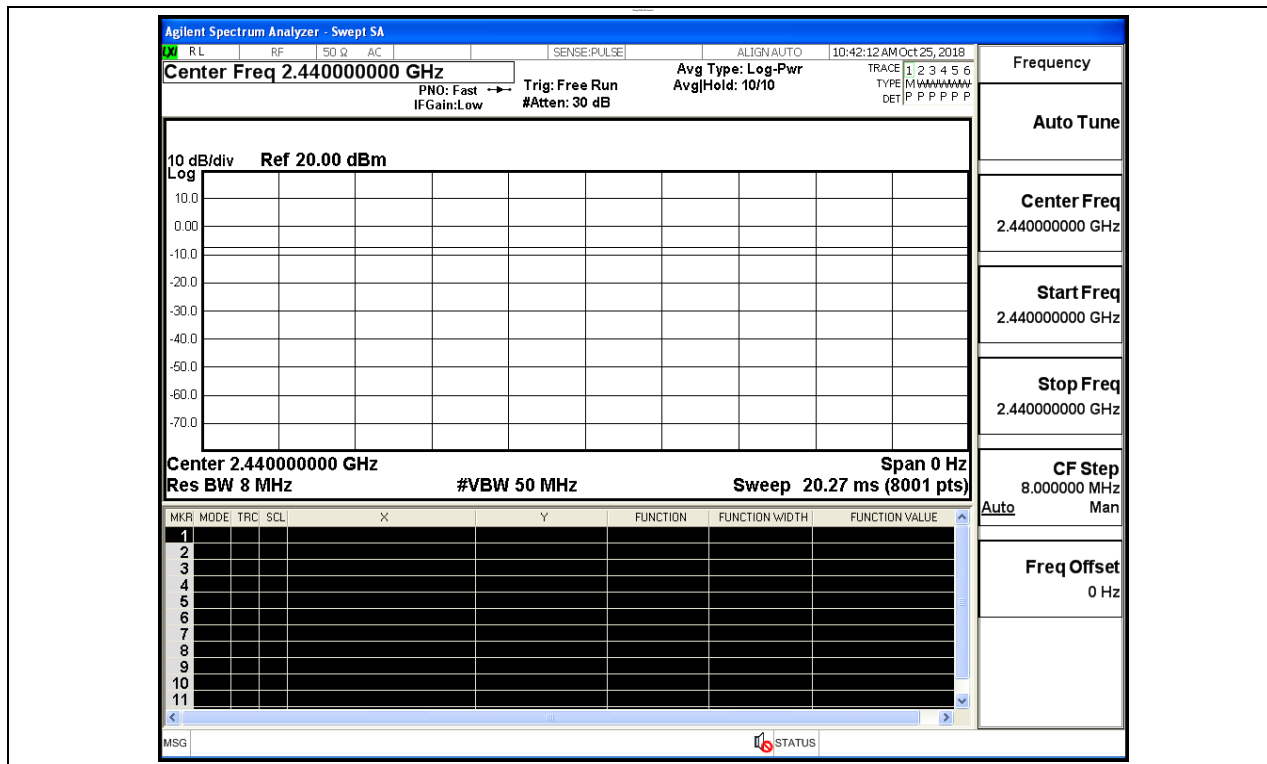 Agilent Spectrum Analyzer - Swept SA
LXI RL RF 50 Ω AC SENSE:PULSE ALIGN AUTO 10:42:12 AM Oct 25, 2018
Center Freq 2.440000000 GHz
PNO: Fast
IFGain:Low
Trig: Free Run
#Atten: 30 dB
Avg Type: Log-Pwr
Avg|Hold: 10/10
TRACE 1 2 3 4 5 6
TYPE M W W W W W
DET P P P P P P
10 dB/div Ref 20.00 dBm
Log
10.0
0.00
-10.0
-20.0
-30.0
-40.0
-50.0
-60.0
-70.0
Center 2.440000000 GHz Span 0 Hz
Res BW 8 MHz #VBW 50 MHz Sweep 20.27 ms (8001 pts)
MKR MODE TRC SCL X Y FUNCTION FUNCTION WIDTH FUNCTION VALUE
1
2
3
4
5
6
7
8
9
10
11
MSG STATUS
Frequency
Auto Tune
Center Freq
2.440000000 GHz
Start Freq
2.440000000 GHz
Stop Freq
2.440000000 GHz
CF Step
8.000000 MHz
Auto Man
Freq Offset
0 Hz